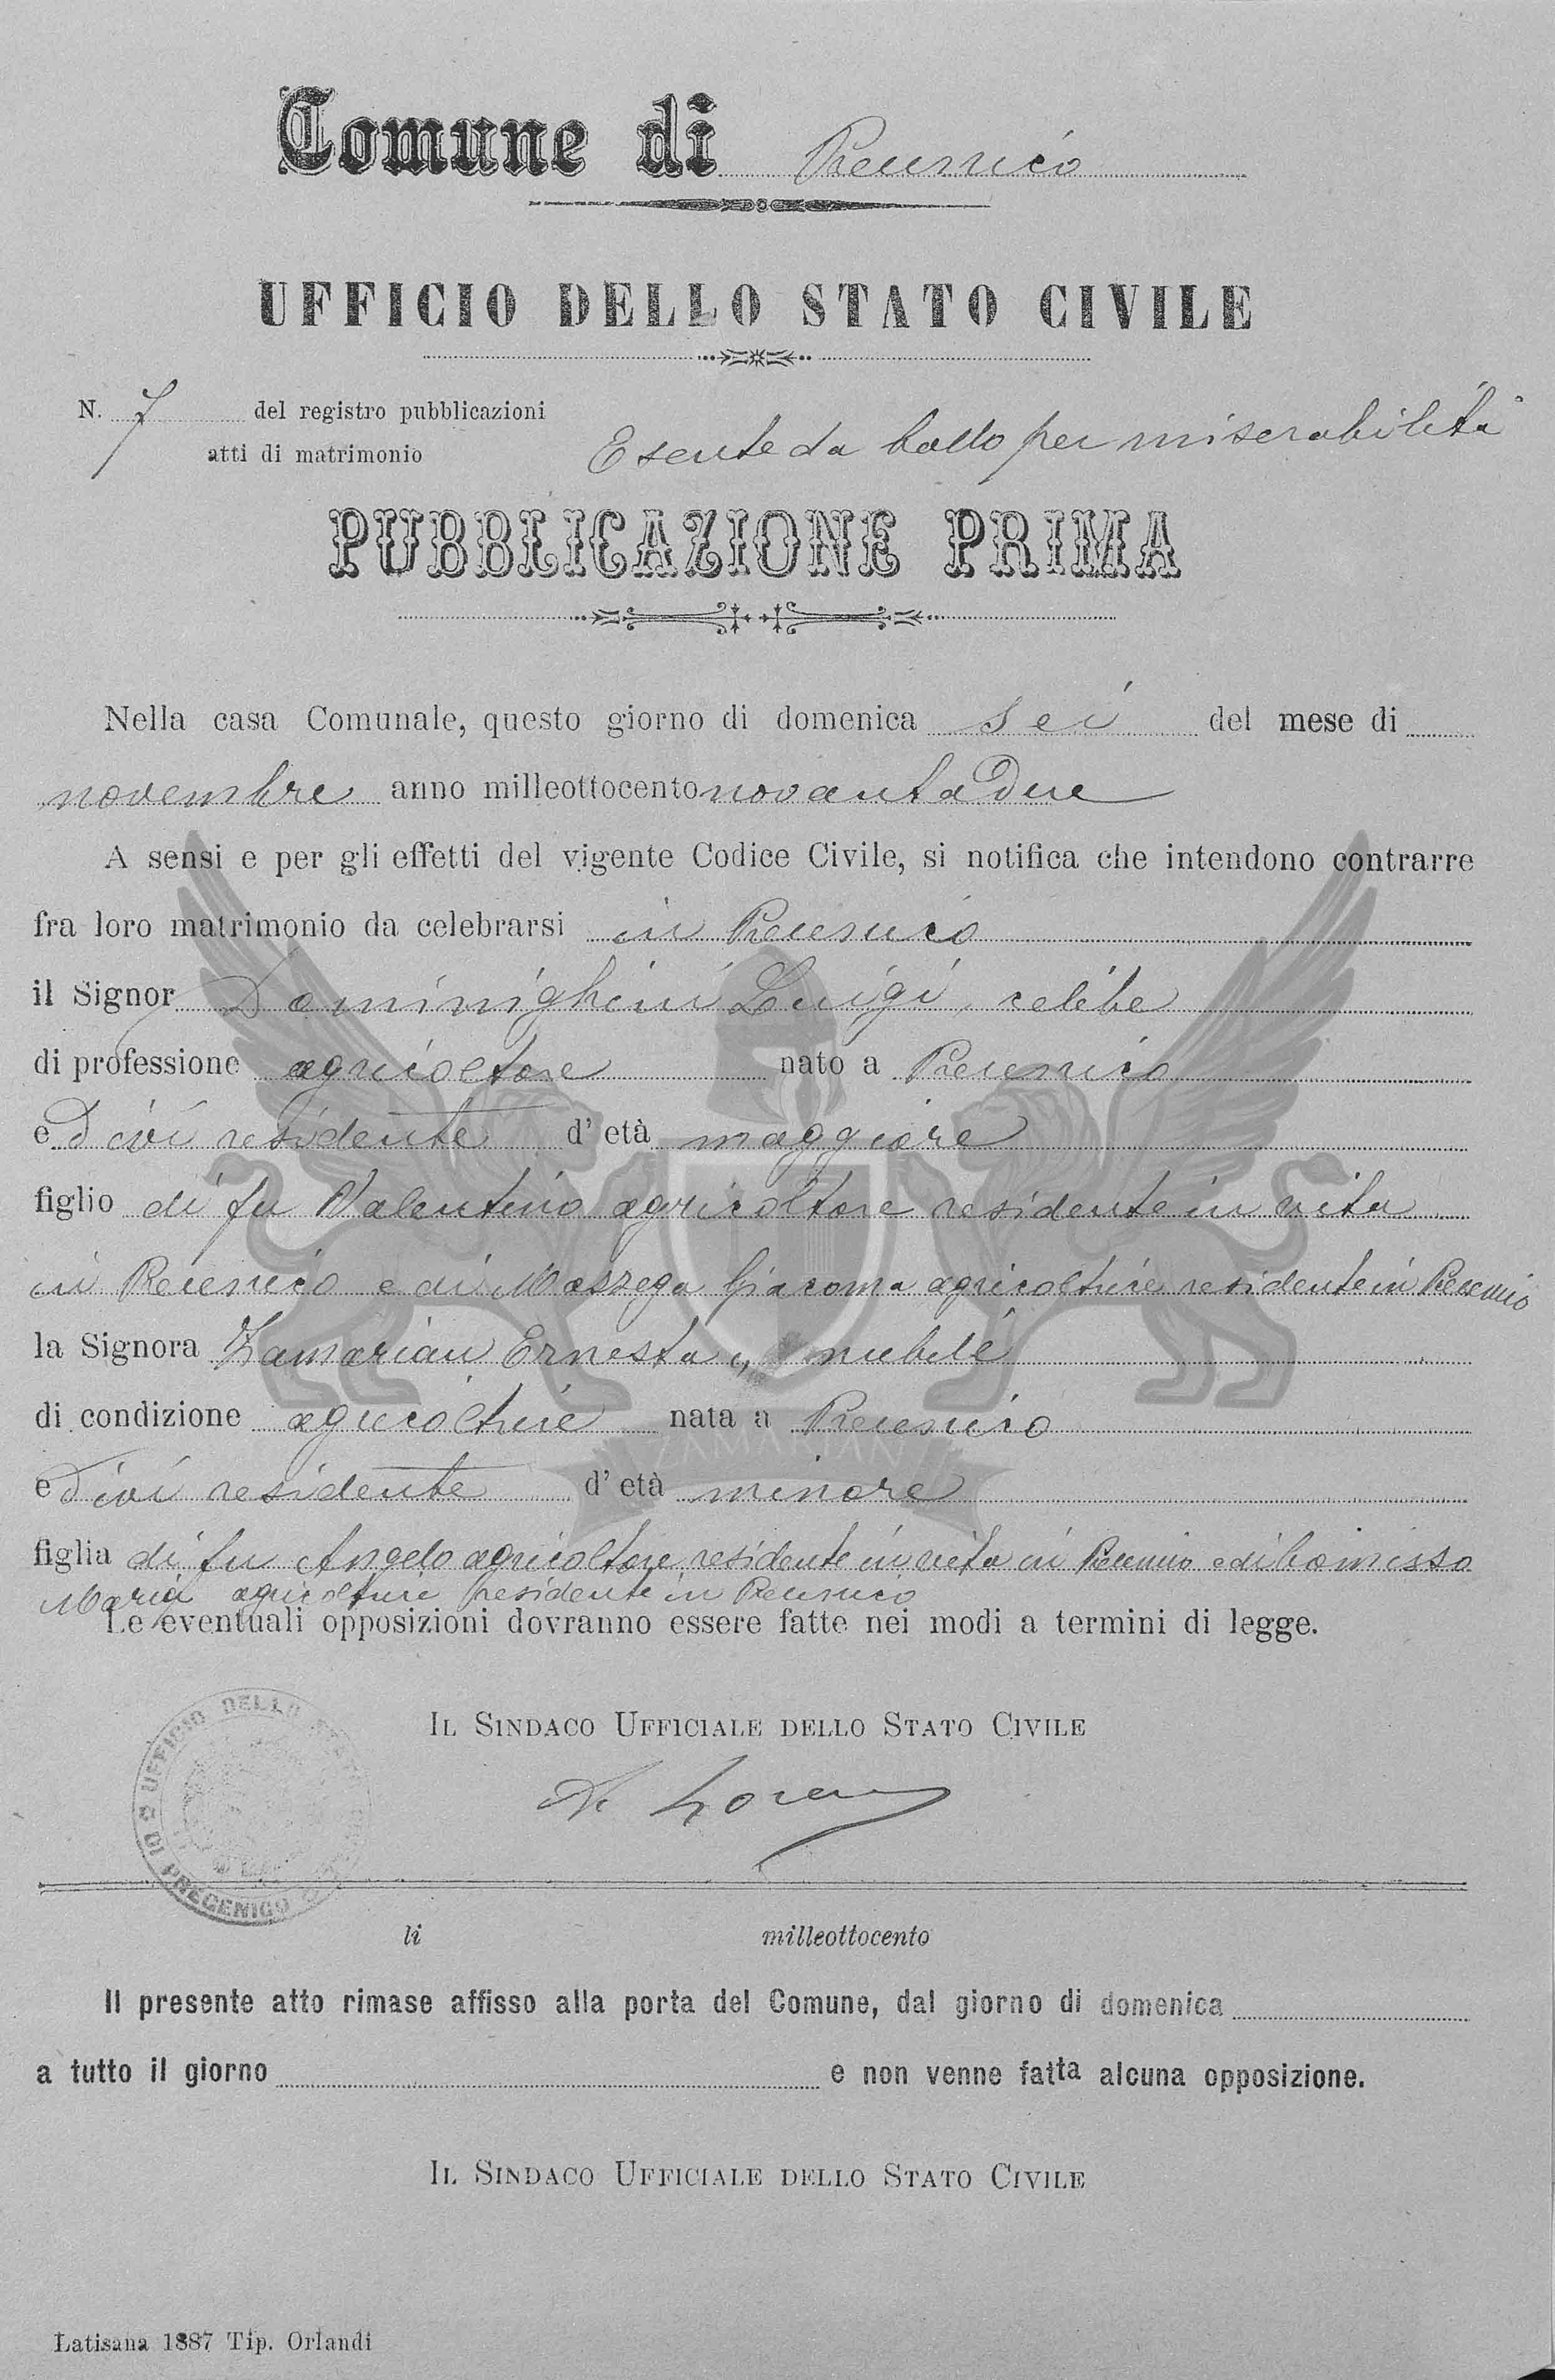 Comune di Precenico
UFFICIO DELLO STATO CIVILE
N. 7 del registro pubblicazioni
atti di matrimonio
Esente da bollo per miserabilità
PUBBLICAZIONE PRIMA
Nella casa Comunale, questo giorno di domenica sei del mese di
novembre anno milleottocento novanta due
A sensi e per gli effetti del vigente Codice Civile, si notifica che intendono contrarre
fra loro matrimonio da celebrarsi in Precenico
il Signor Dominighini Luigi, celibe
di professione agricoltore nato a Precenico
e d ivi residente d' età maggiore
figlio di fu Valentino agricoltore residente in vita
in Precenico e di Mazzega Giacoma agricoltrice residente in Precenico
la Signora Zamarian Ernesta, nubile
di condizione agricoltrice nata a Precenico
e d ivi residente d' età minore
figlia di fu Angelo agricoltore, residente in vita in Precenico e di Comisso
Maria agricoltrice residente in Precenico
Le eventuali opposizioni dovranno essere fatte nei modi a termini di legge.
IL SINDACO UFFICIALE DELLO STATO CIVILE
UFFICIO DELLO DI PRECENICO
li milleottocento
Il presente atto rimase affisso alla porta del Comune, dal giorno di domenica
a tutto il giorno e non venne fatta alcuna opposizione.
IL SINDACO UFFICIALE DELLO STATO CIVILE
Latisana 1887 Tip. Orlandi
ZAMARIAN